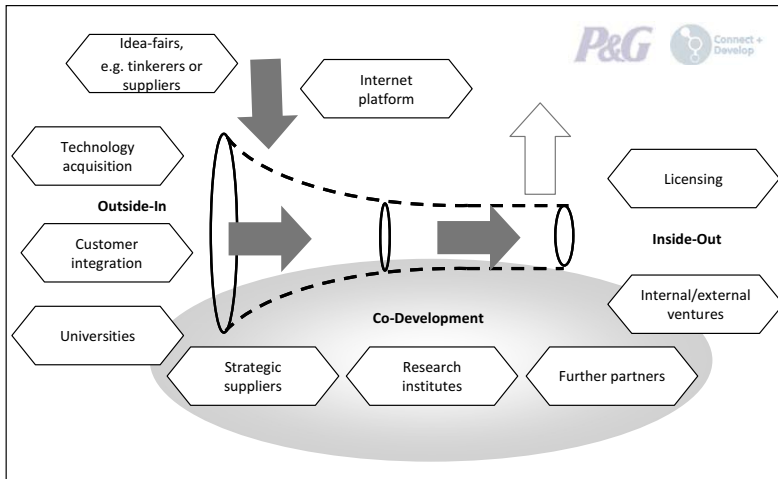 Idea-fairs,
e.g. tinkerers or
suppliers
Internet
platform
P&G
Connect +
Develop
Technology
acquisition
Licensing
Outside-In
Inside-Out
Customer
integration
Internal/external
ventures
Universities
Co-Development
Strategic
suppliers
Research
institutes
Further partners